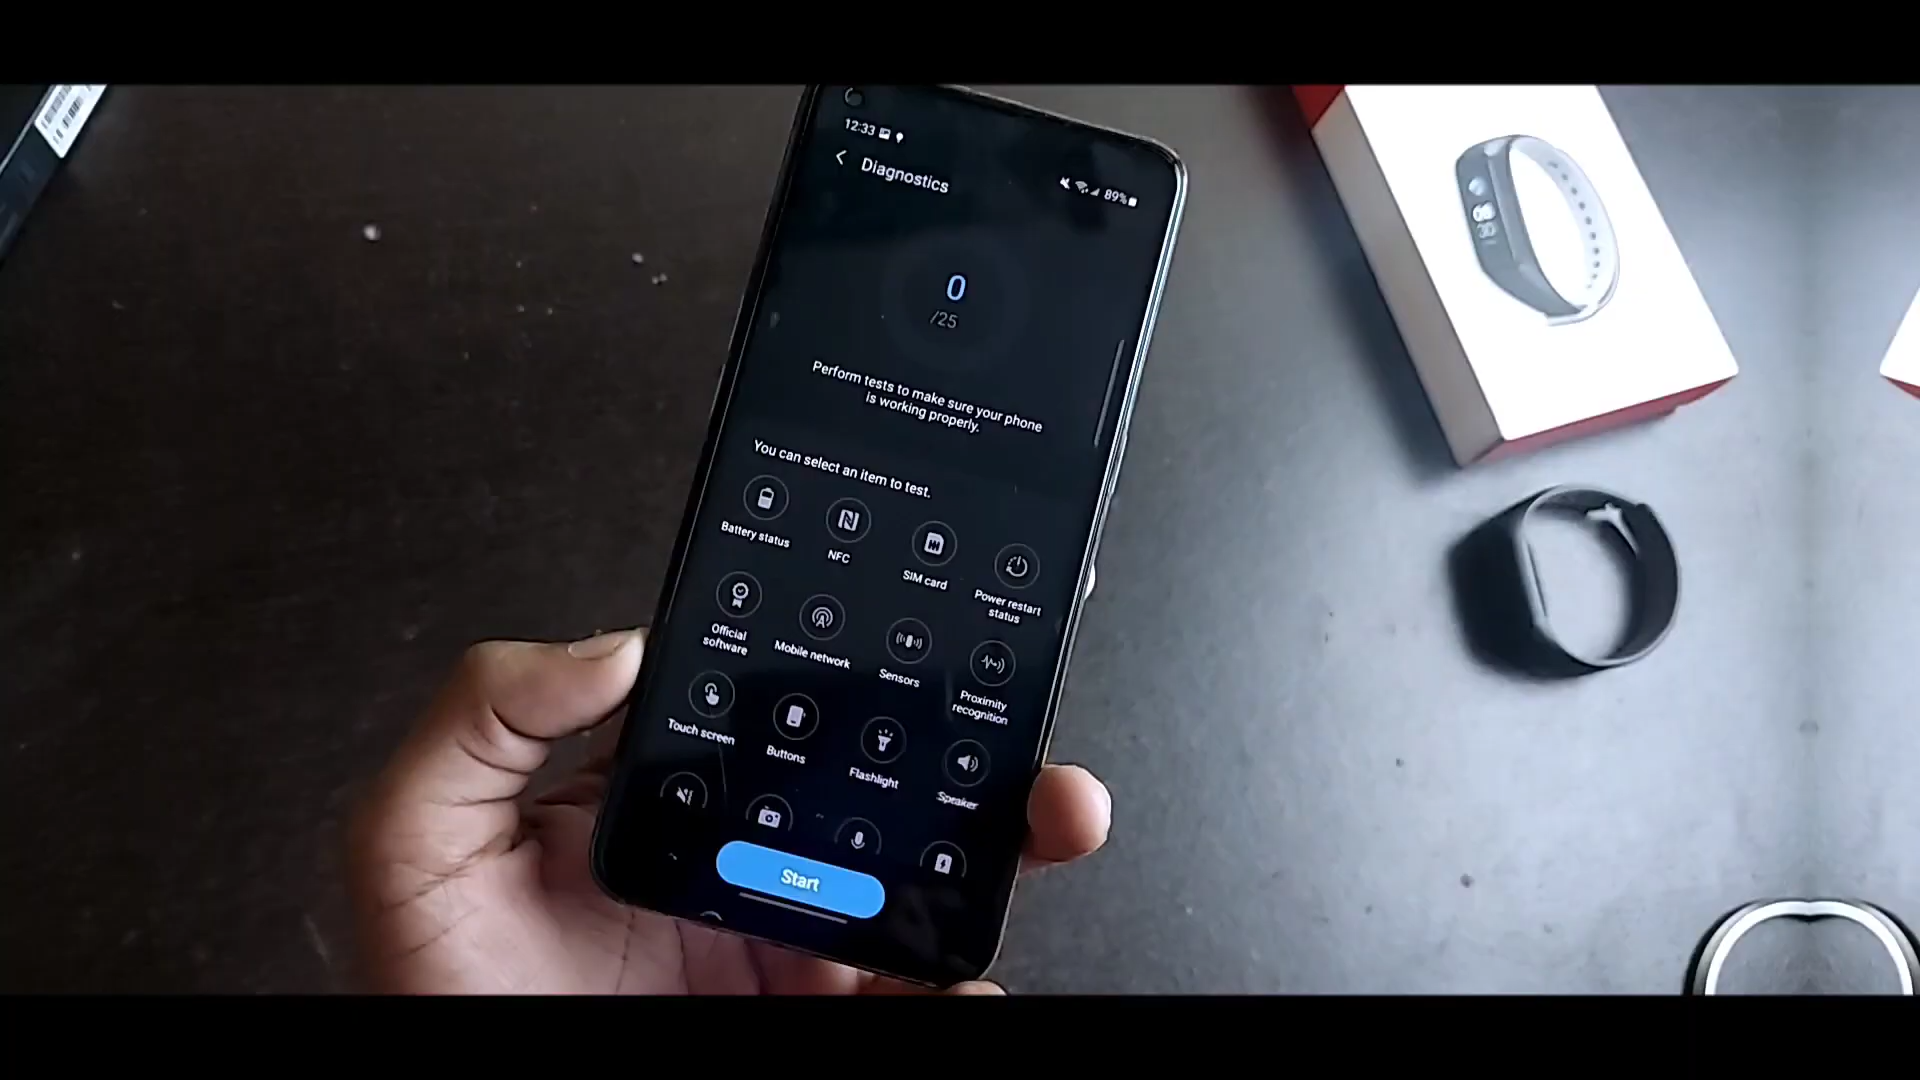 12:33
89%
Diagnostics
0
/25
Perform tests to make sure your phone
is working properly.
You can select an item to test.
Battery status
NFC
SIM card
Power restart
status
Official
software
Mobile network
Sensors
Proximity
recognition
Touch screen
Buttons
Flashlight
Speaker
Start